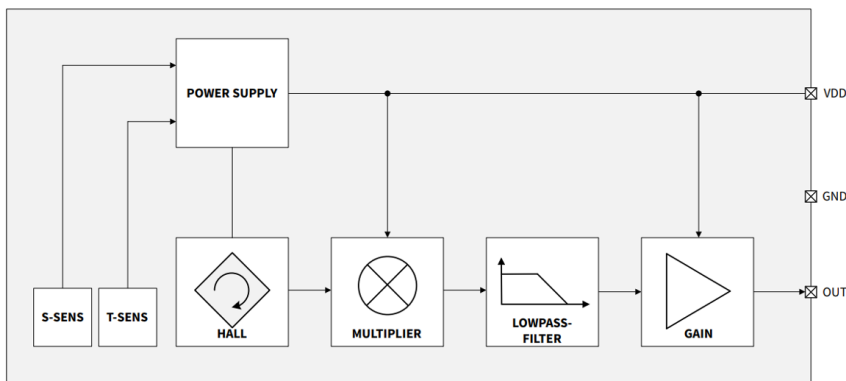 POWER SUPPLY
VDD
GND
S-SENS
T-SENS
HALL
MULTIPLIER
LOWPASS-
FILTER
GAIN
OUT